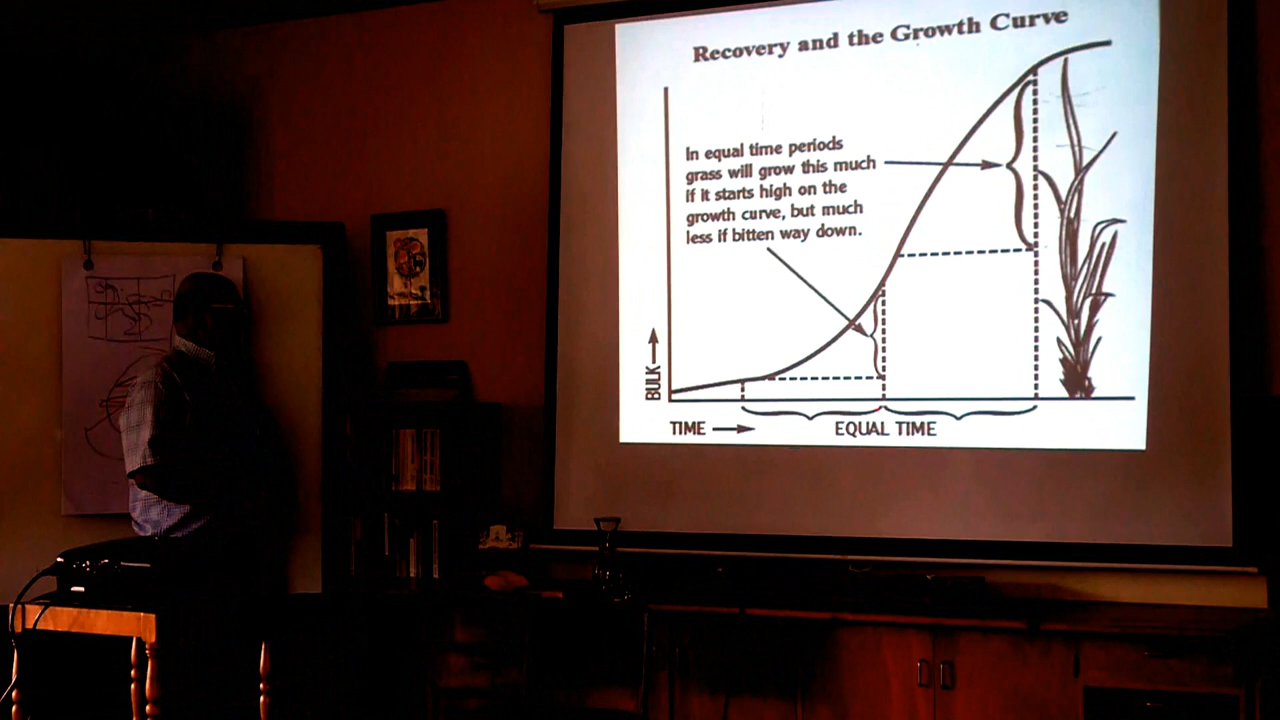 Recovery and the Growth Curve
In equal time periods
grass will grow this much
if it starts high on the
growth curve, but much
less if bitten way down.
BULK
TIME
EQUAL TIME